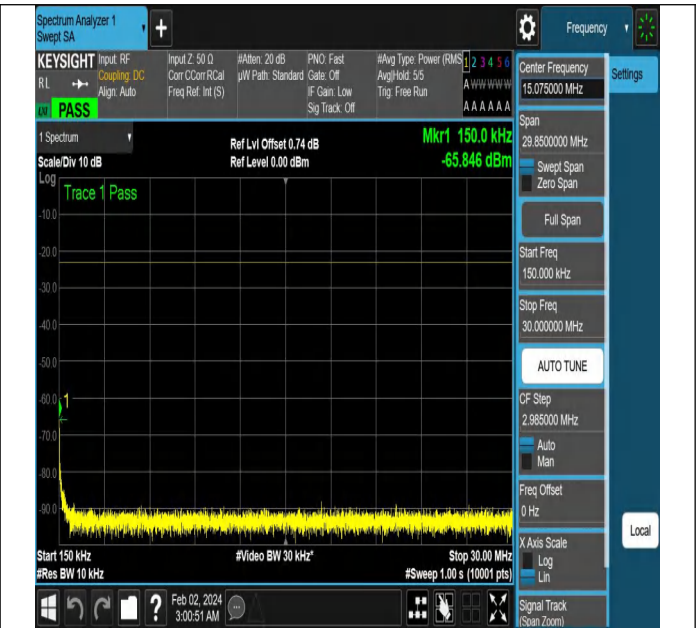 Spectrum Analyzer 1
Swept SA
+
Frequency
KEYSIGHT
Input: RF
Coupling: DC
Align: Auto
RL
PASS
Input Z: 50 Ω
Corr CCorr RCal
Freq Ref: Int (S)
#Atten: 20 dB
µW Path: Standard
PNO: Fast
Gate: Off
IF Gain: Low
Sig Track: Off
#Avg Type: Power (RMS)
Avg|Hold: 5/5
Trig: Free Run
1 2 3 4 5 6
A W W W W W
A A A A A A
Settings
1 Spectrum
Scale/Div 10 dB
Ref Lvl Offset 0.74 dB
Ref Level 0.00 dBm
Mkr1 150.0 kHz
-65.846 dBm
Log
Trace 1 Pass
-10.0
-20.0
-30.0
-40.0
-50.0
-60.0
-70.0
-80.0
-90.0
1
Start 150 kHz
#Res BW 10 kHz
#Video BW 30 kHz*
Stop 30.00 MHz
#Sweep 1.00 s (10001 pts)
Center Frequency
15.075000 MHz
Span
29.8500000 MHz
Swept Span
Zero Span
Full Span
Start Freq
150.000 kHz
Stop Freq
30.000000 MHz
AUTO TUNE
CF Step
2.985000 MHz
Auto
Man
Freq Offset
0 Hz
X Axis Scale
Log
Lin
Signal Track
(Span Zoom)
Local
?
Feb 02, 2024
3:00:51 AM